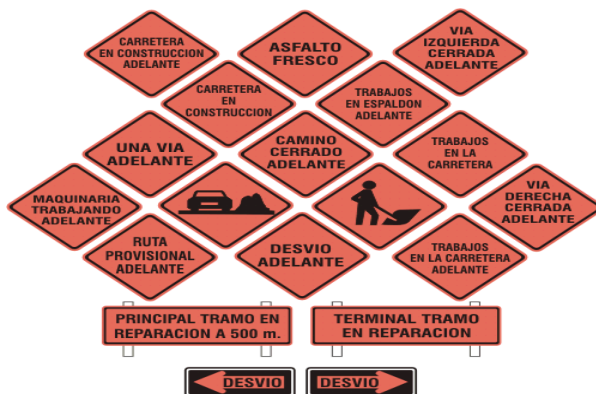 CARRETERA
EN CONSTRUCCION
ADELANTE
ASFALTO
FRESCO
VIA
IZQUIERDA
CERRADA
ADELANTE
CARRETERA
EN
CONSTRUCCION
TRABAJOS
EN ESPALDON
ADELANTE
UNA VIA
ADELANTE
CAMINO
CERRADO
ADELANTE
TRABAJOS
EN LA
CARRETERA
MAQUINARIA
TRABAJANDO
ADELANTE
VIA
DERECHA
CERRADA
ADELANTE
RUTA
PROVISIONAL
ADELANTE
DESVIO
ADELANTE
TRABAJOS
EN LA CARRETERA
ADELANTE
PRINCIPAL TRAMO EN
REPARACION A 500 m.
TERMINAL TRAMO
EN REPARACION
DESVIO
DESVIO